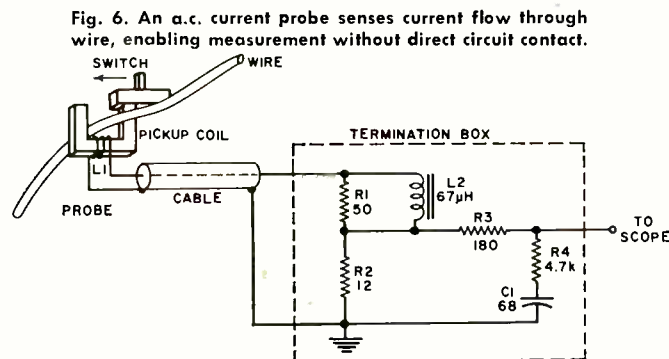 Fig. 6. An a.c. current probe senses current flow through
wire, enabling measurement without direct circuit contact.
SWITCH
WIRE
PICKUP COIL
L1
PROBE
CABLE
TERMINATION BOX
R1
50
L2
67µH
R2
12
R3
180
R4
4.7k
C1
68
TO
SCOPE